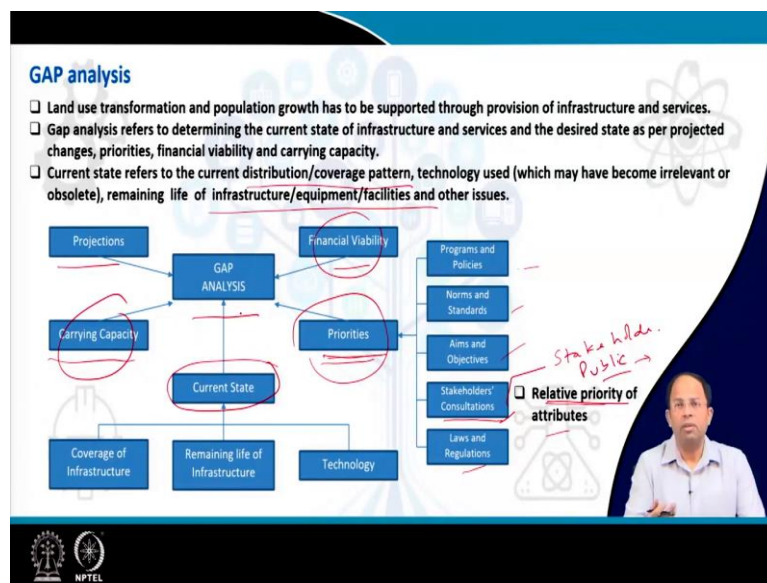 GAP analysis
❑ Land use transformation and population growth has to be supported through provision of infrastructure and services.
❑ Gap analysis refers to determining the current state of infrastructure and services and the desired state as per projected
changes, priorities, financial viability and carrying capacity.
❑ Current state refers to the current distribution/coverage pattern, technology used (which may have become irrelevant or
obsolete), remaining life of infrastructure/equipment/facilities and other issues.
Projections
GAP
ANALYSIS
Financial Viability
Carrying Capacity
Priorities
Current State
Coverage of
Infrastructure
Remaining life of
Infrastructure
Technology
Programs and
Policies
Norms and
Standards
Aims and
Objectives
Stakeholders'
Consultations
Laws and
Regulations
Stakeholde.
Public →
❑ Relative priority of
attributes
NPTEL